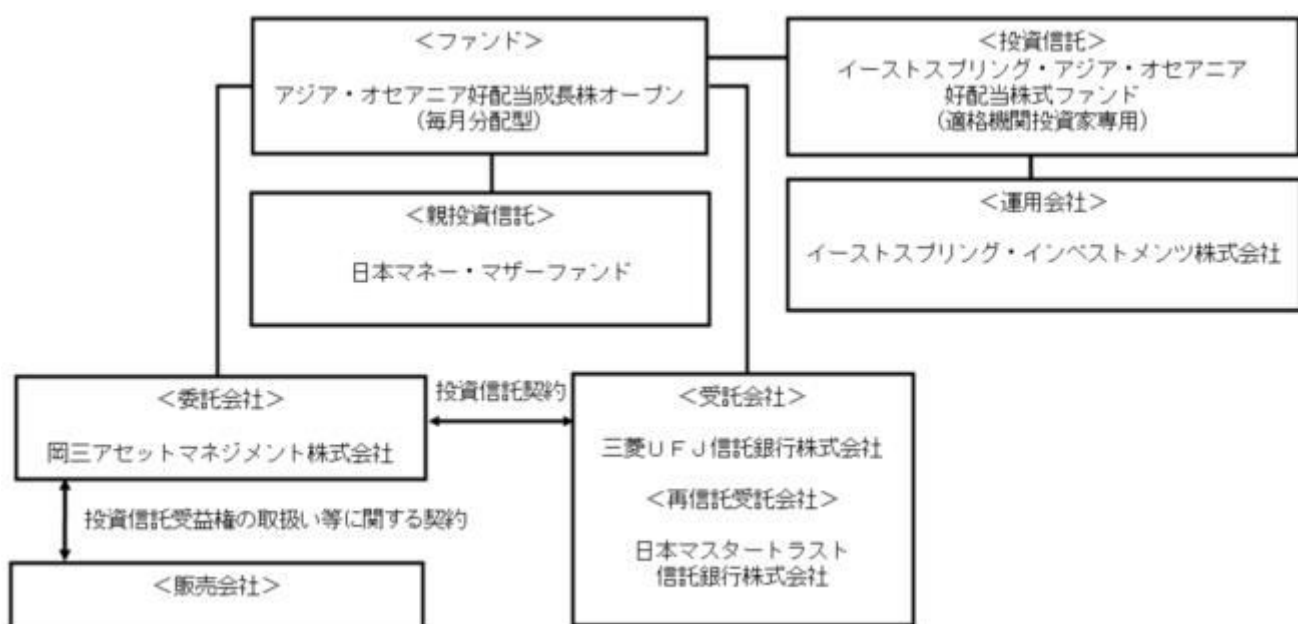 ＜ファンド＞
アジア・オセアニア好配当成長株オープン
（毎月分配型）
＜投資信託＞
イーストスプリング・アジア・オセアニア
好配当株式ファンド
（適格機関投資家専用）
＜親投資信託＞
日本マネー・マザーファンド
＜運用会社＞
イーストスプリング・インベストメンツ株式会社
＜委託会社＞
岡三アセットマネジメント株式会社
投資信託契約
＜受託会社＞
三菱ＵＦＪ信託銀行株式会社
＜再信託受託会社＞
日本マスタートラスト
信託銀行株式会社
投資信託受益権の取扱い等に関する契約
＜販売会社＞